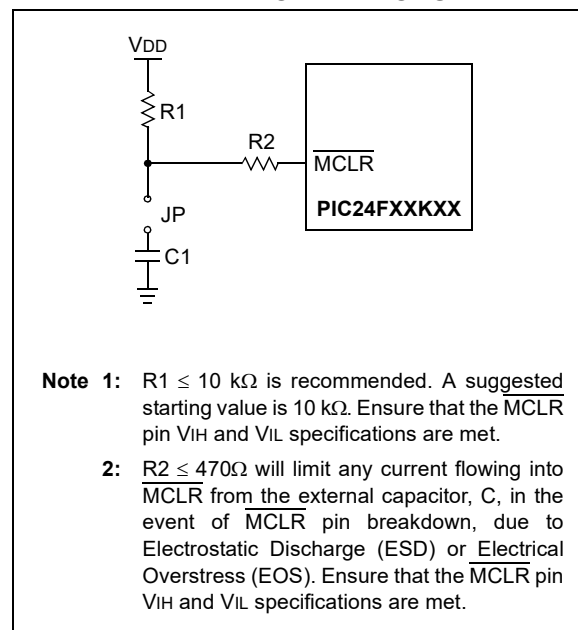 VDD
R1
R2
MCLR
JP
PIC24FXXKXX
C1
Note 1: R1 ≤ 10 kΩ is recommended. A suggested
starting value is 10 kΩ. Ensure that the MCLR
pin VIH and VIL specifications are met.
2: R2 ≤ 470Ω will limit any current flowing into
MCLR from the external capacitor, C, in the
event of MCLR pin breakdown, due to
Electrostatic Discharge (ESD) or Electrical
Overstress (EOS). Ensure that the MCLR pin
VIH and VIL specifications are met.